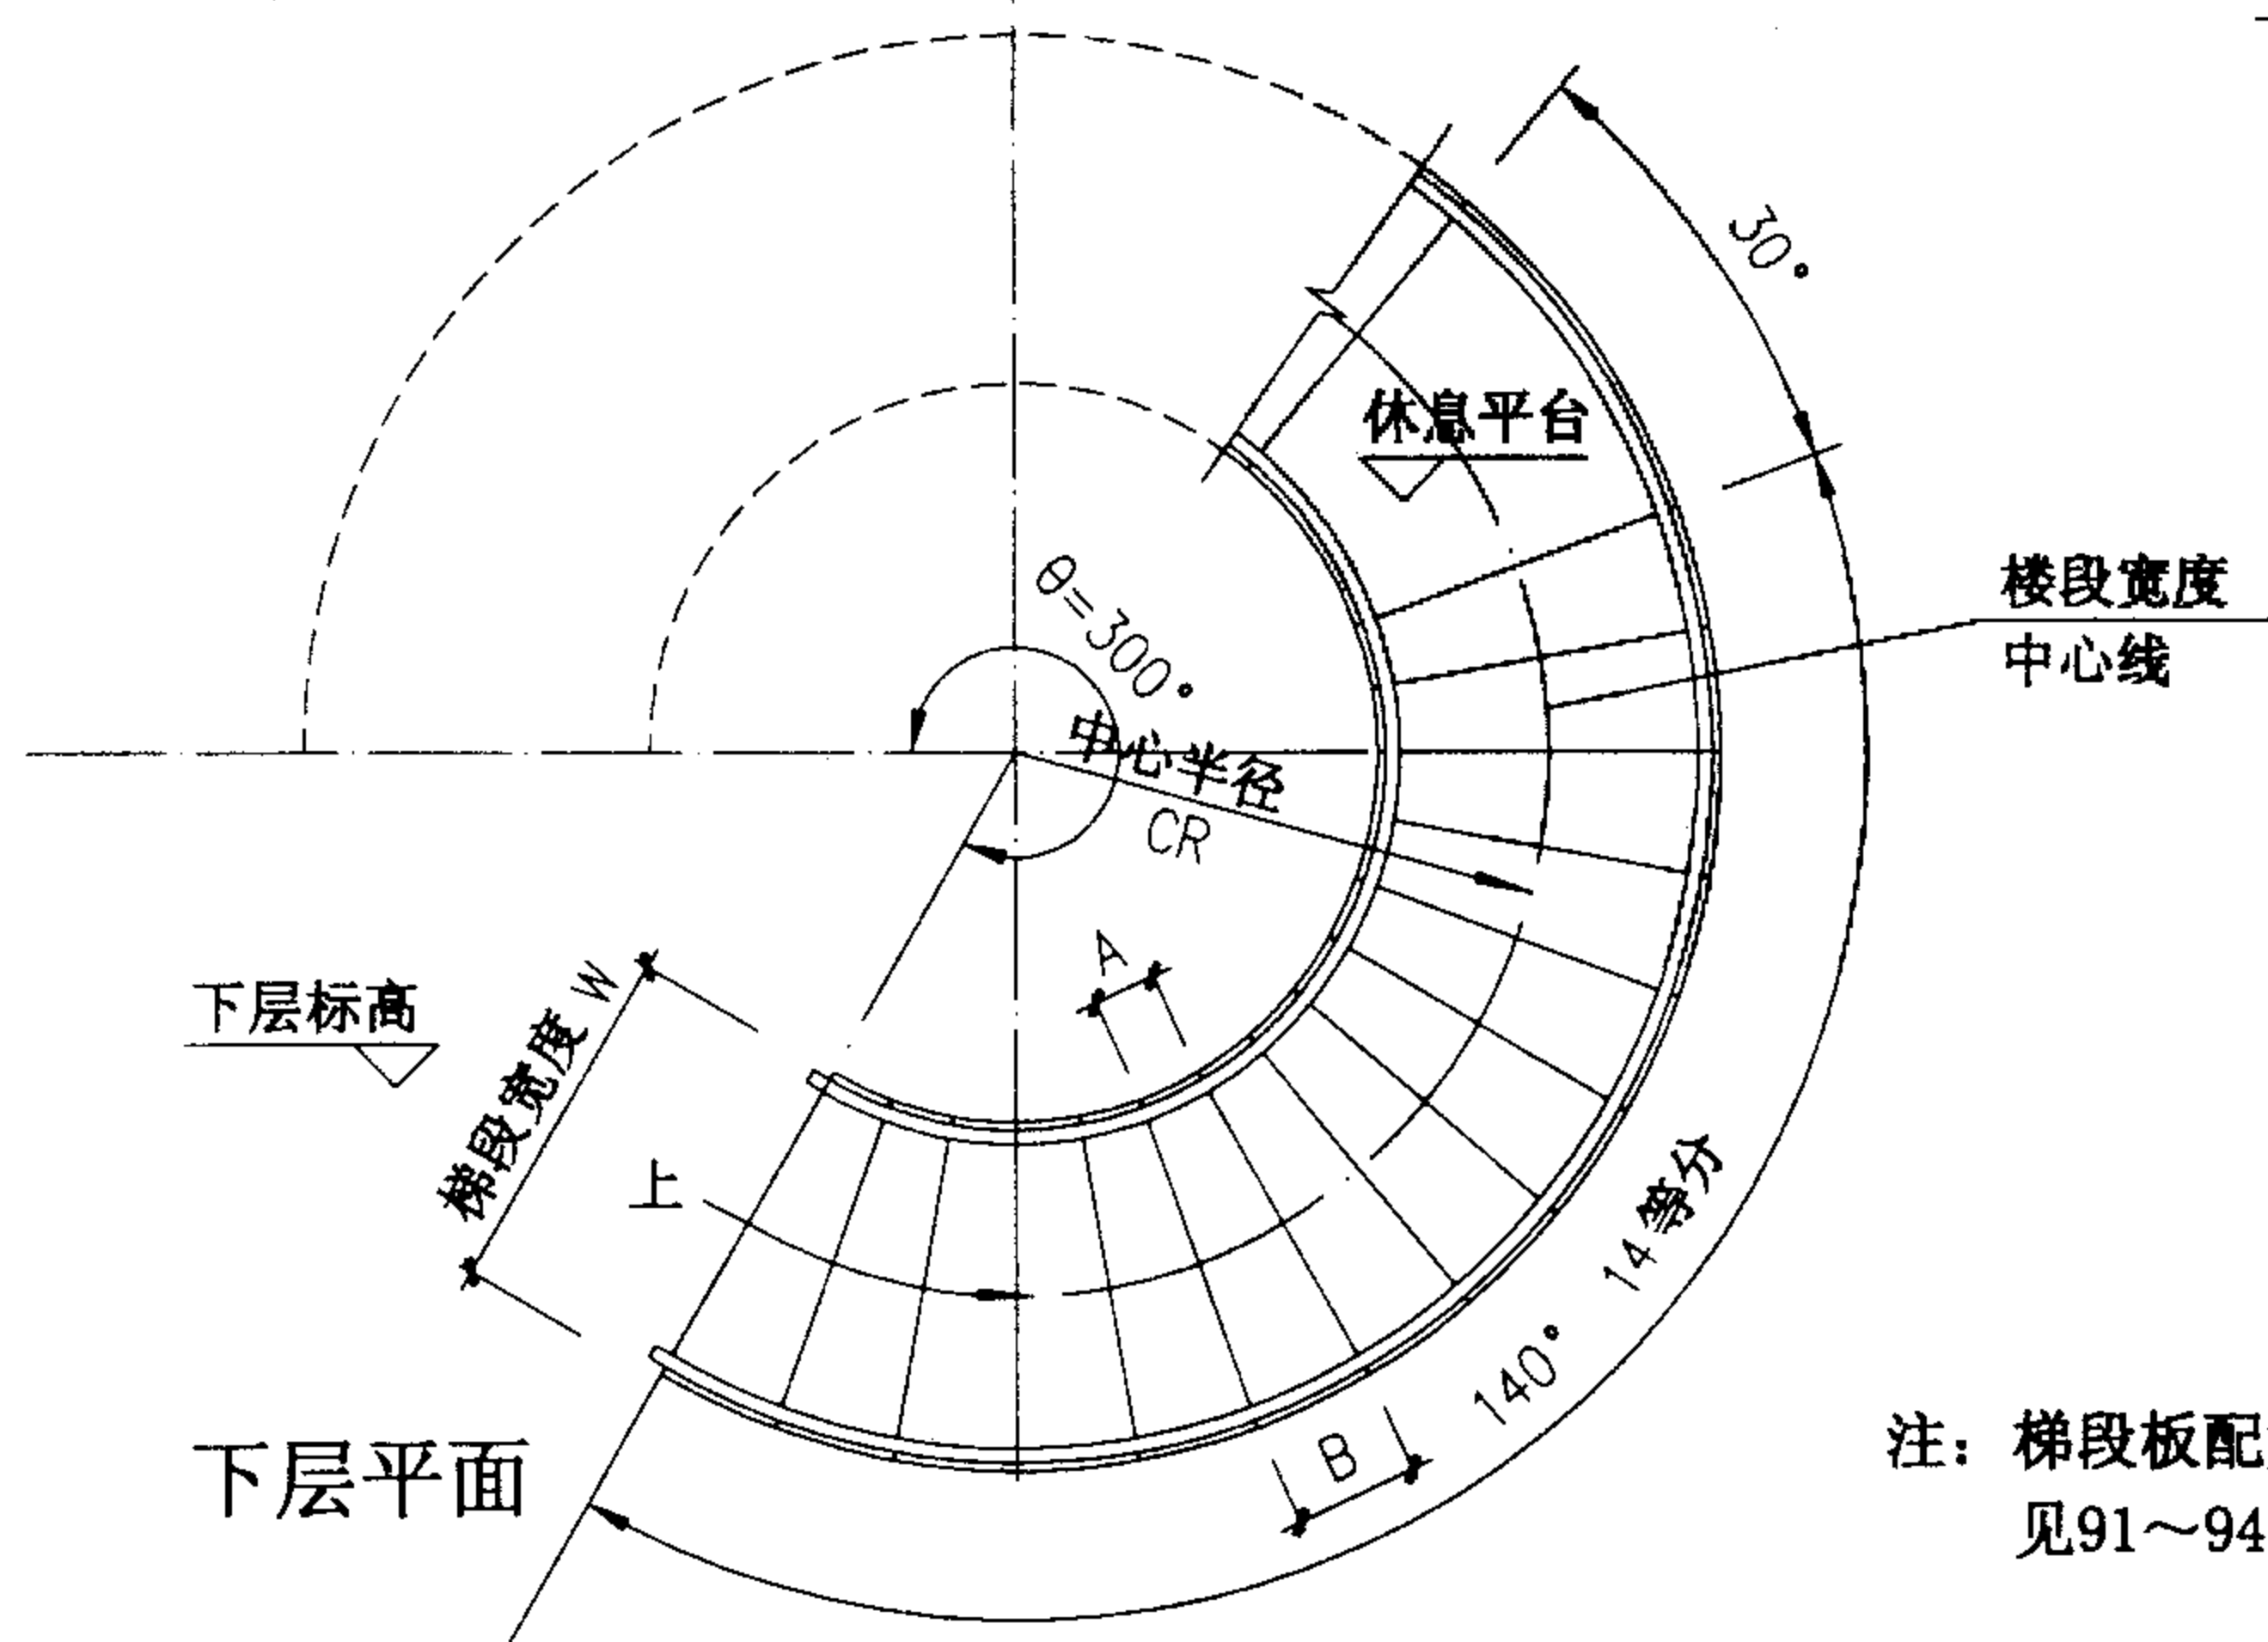 30°
休息平台
θ=300°
楼段宽度
中心线
中心半径
CR
A
下层标高
梯段宽度 W
上
14等分
140°
B
下层平面
注: 梯段板配
见91～94